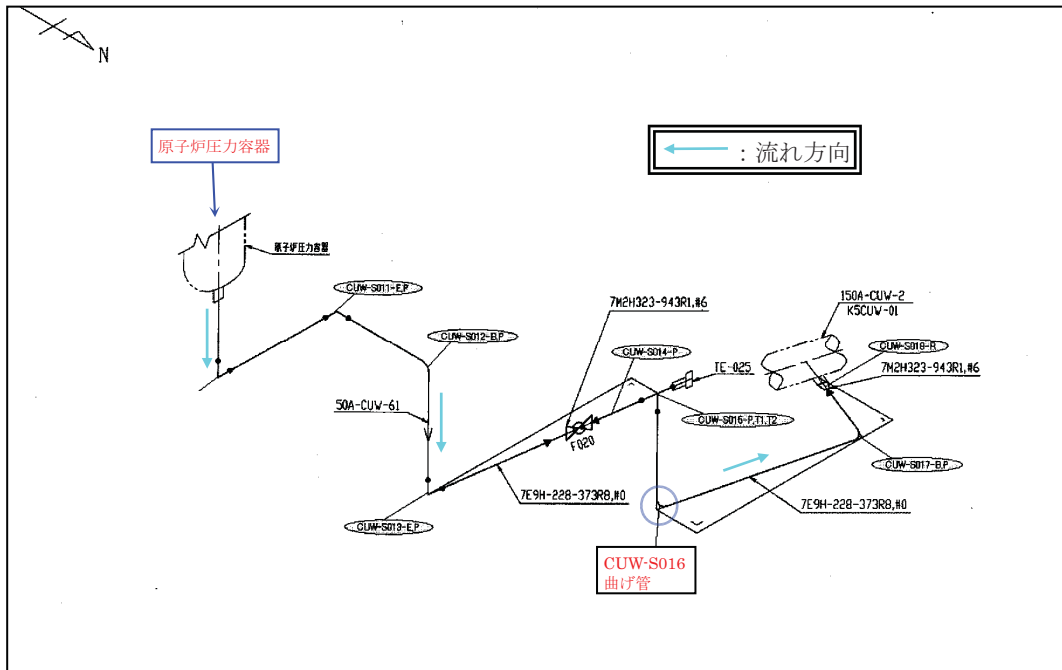 N
原子炉圧力容器
：流れ方向
原子炉圧力容器
CUW-S011-E,P
7M2H323-943R1,#6
150A-CUW-2
K5CUW-01
CUW-S012-B,P
CUW-S014-P
TE-025
CUW-S018-R
7M2H323-943R1,#6
50A-CUW-61
CUW-S015-P,T1,T2
F020
CUW-S017-B,P
7E9H-228-373R8,#0
7E9H-228-373R8,#0
CUW-S013-E,P
CUW-S016
曲げ管